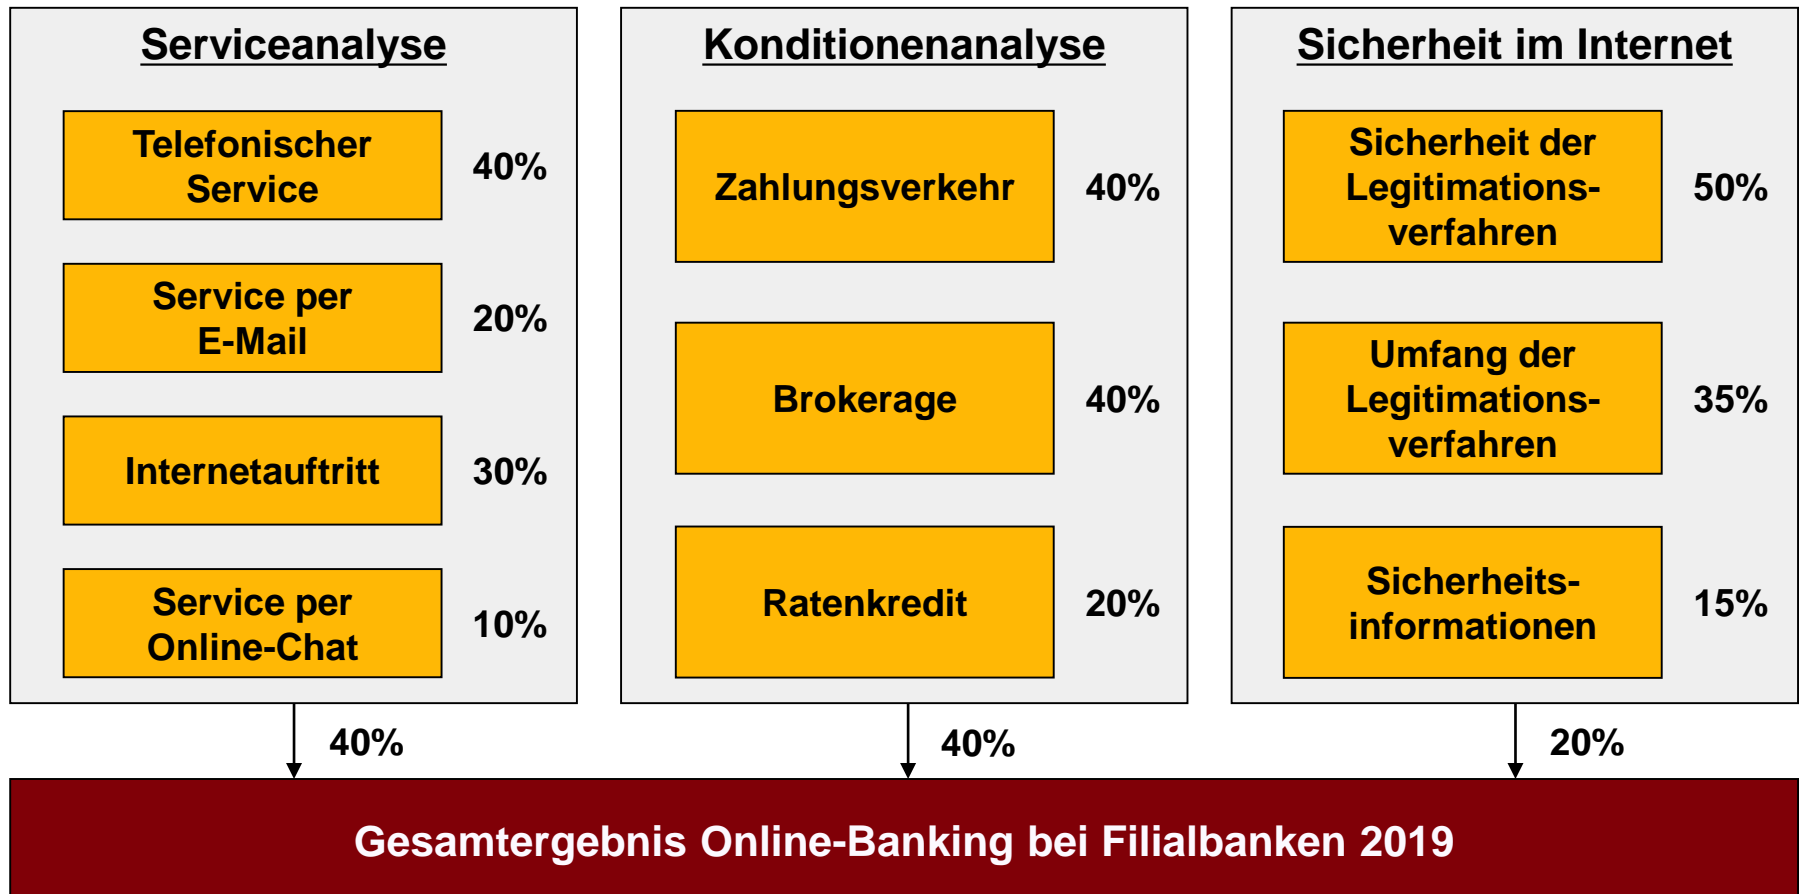 Serviceanalyse
Telefonischer
Service
40%
Service per
E-Mail
20%
Internetauftritt
30%
Service per
Online-Chat
10%
40%
Konditionenanalyse
Zahlungsverkehr
40%
Brokerage
40%
Ratenkredit
20%
40%
Sicherheit im Internet
Sicherheit der
Legitimations-
verfahren
50%
Umfang der
Legitimations-
verfahren
35%
Sicherheits-
informationen
15%
20%
Gesamtergebnis Online-Banking bei Filialbanken 2019